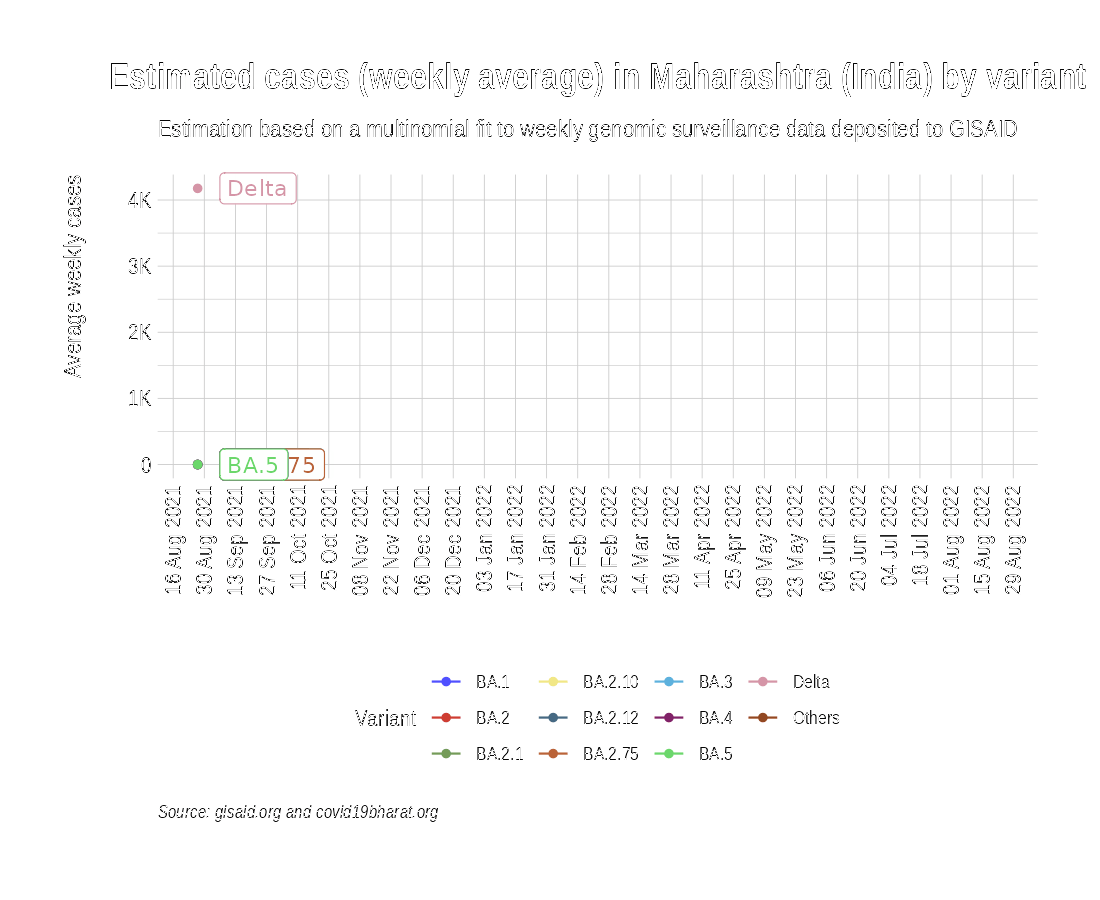 Estimated cases (weekly average) in Maharashtra (India) by variant
Estimation based on a multinomial fit to weekly genomic surveillance data deposited to GISAID
Average weekly cases
4K
3K
2K
1K
0
Delta
BA.5
75
16 Aug 2021
30 Aug 2021
13 Sep 2021
27 Sep 2021
11 Oct 2021
25 Oct 2021
08 Nov 2021
22 Nov 2021
06 Dec 2021
20 Dec 2021
03 Jan 2022
17 Jan 2022
31 Jan 2022
14 Feb 2022
28 Feb 2022
14 Mar 2022
28 Mar 2022
11 Apr 2022
25 Apr 2022
09 May 2022
23 May 2022
06 Jun 2022
20 Jun 2022
04 Jul 2022
18 Jul 2022
01 Aug 2022
15 Aug 2022
29 Aug 2022
Variant
BA.1
BA.2
BA.2.1
BA.2.10
BA.2.12
BA.2.75
BA.3
BA.4
BA.5
Delta
Others
Source: gisaid.org and covid19bharat.org